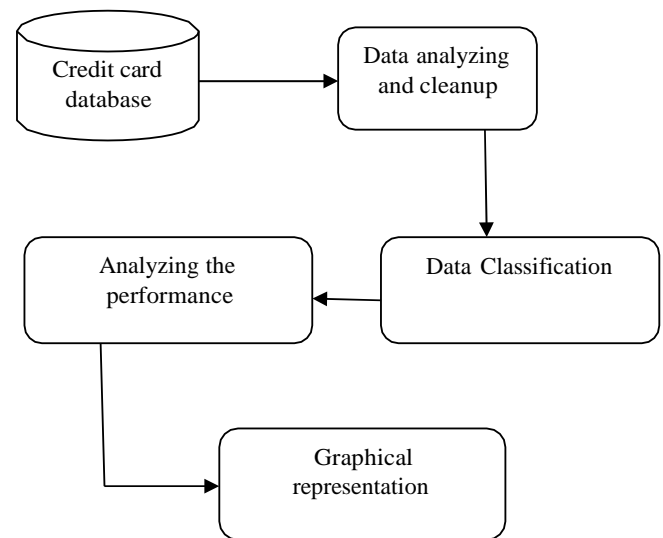 Credit card
database
Data analyzing
and cleanup
Data Classification
Analyzing the
performance
Graphical
representation